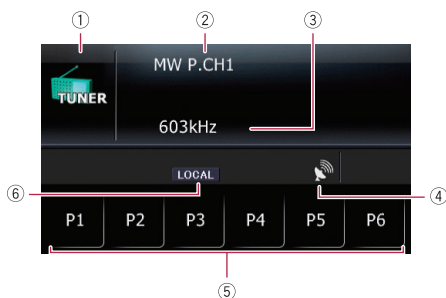 ① ② ③
MW P.CH1
TUNER
603kHz
LOCAL
⑥ ④
P1 P2 P3 P4 P5 P6
⑤